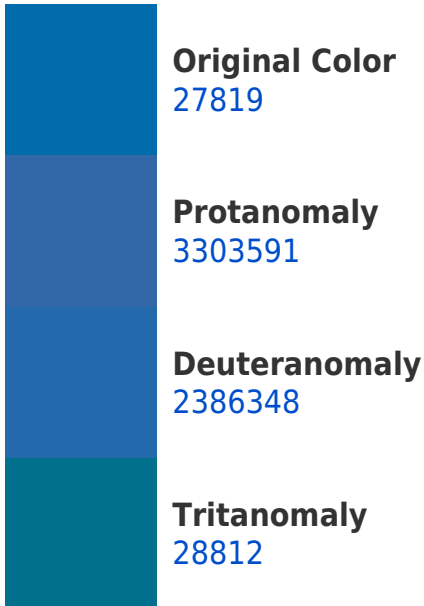 Original Color
27819
Protanomaly
3303591
Deuteranomaly
2386348
Tritanomaly
28812